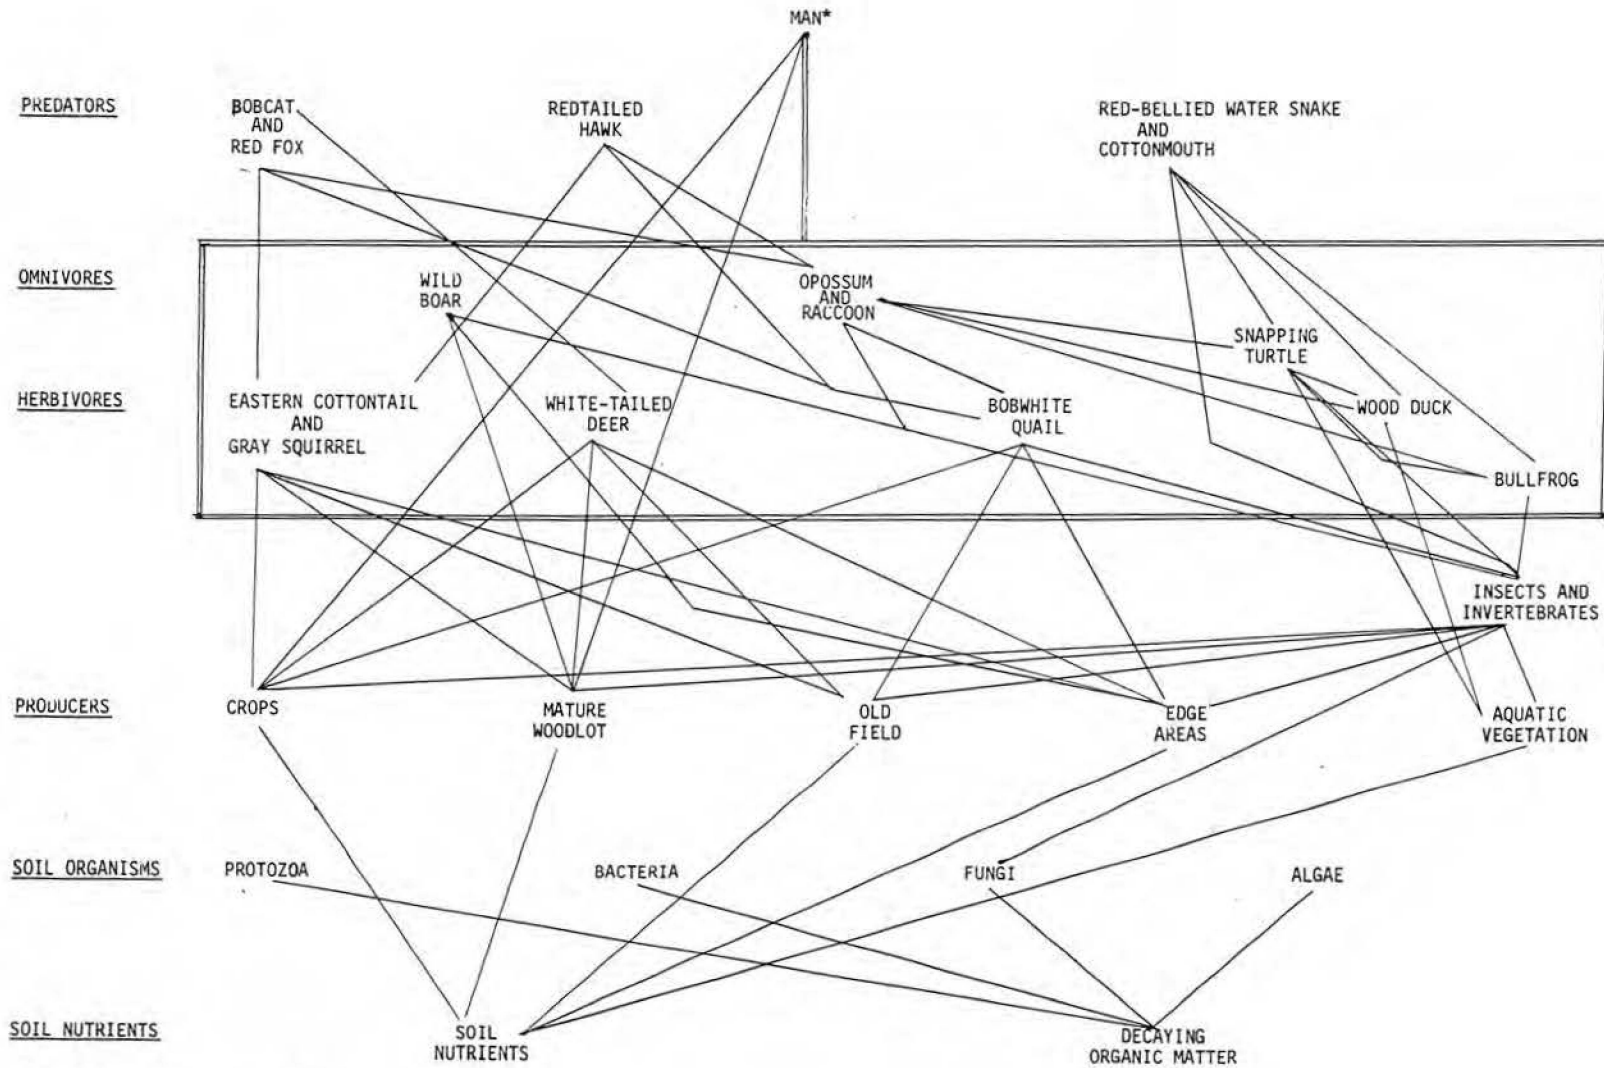 MAN*
PREDATORS
BOBCAT
AND
RED FOX
REDTAILED
HAWK
RED-BELLIED WATER SNAKE
AND
COTTONMOUTH
OMNIVORES
WILD
BOAR
OPOSSUM
AND
RACCOON
SNAPPING
TURTLE
HERBIVORES
EASTERN COTTONTAIL
AND
GRAY SQUIRREL
WHITE-TAILED
DEER
BOBWHITE
QUAIL
WOOD DUCK
BULLFROG
INSECTS AND
INVERTEBRATES
PRODUCERS
CROPS
MATURE
WOODLOT
OLD
FIELD
EDGE
AREAS
AQUATIC
VEGETATION
SOIL ORGANISMS
PROTOZOA
BACTERIA
FUNGI
ALGAE
SOIL NUTRIENTS
SOIL
NUTRIENTS
DECAYING
ORGANIC MATTER